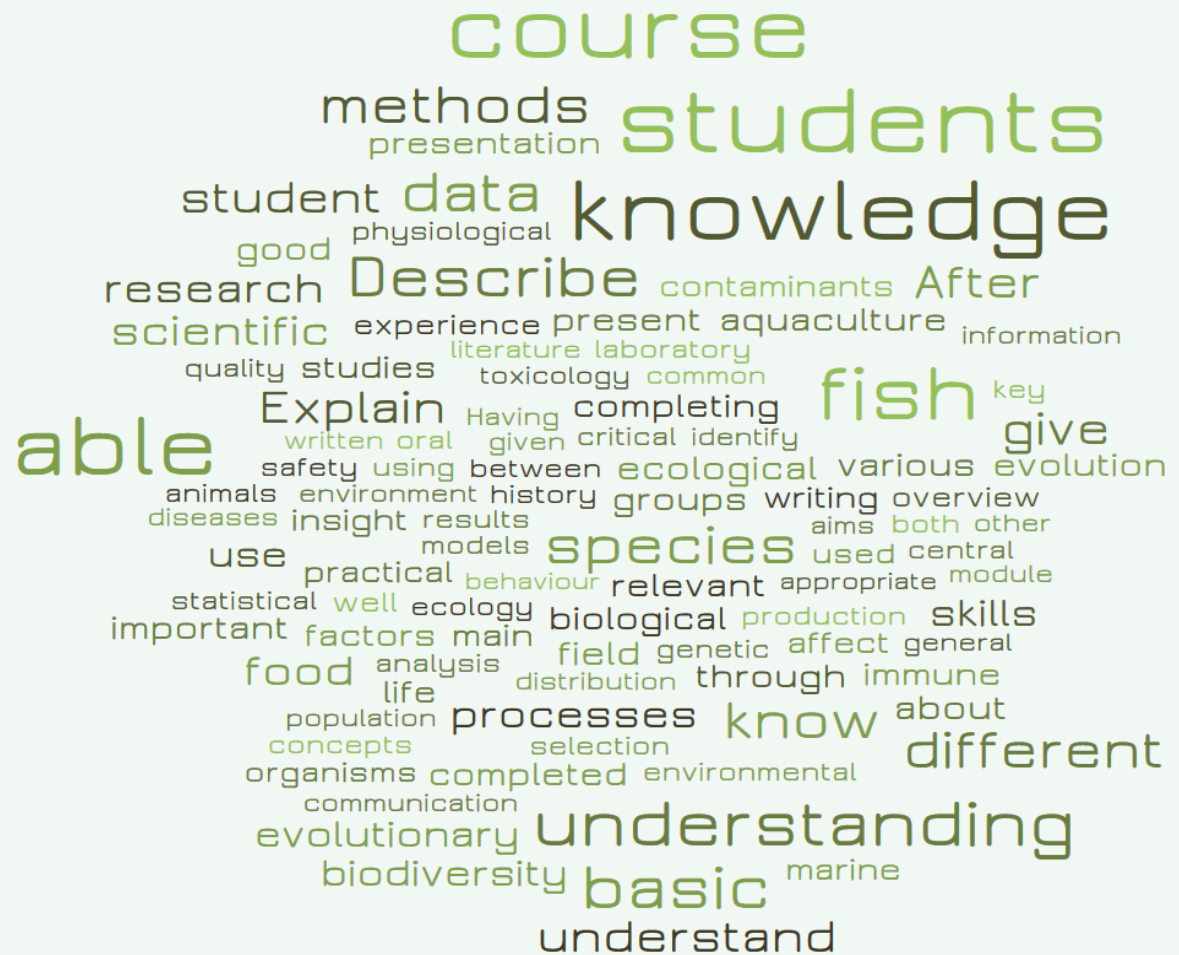 course
methods students
presentation
student data knowledge
physiological
good
research Describe contaminants After
scientific experience present aquaculture information
literature laboratory
quality studies toxicology common fish key
Explain Having completing give
written oral given critical identify
safety using between ecological various evolution
animals environment history groups writing overview
diseases insight results aims both other
use models species used central
practical behaviour relevant appropriate module
statistical well ecology biological production skills
important factors main field genetic affect general
food analysis distribution through immune
life
population processes know about
concepts selection different
organisms completed environmental
communication
evolutionary understanding
biodiversity basic marine
understand
able